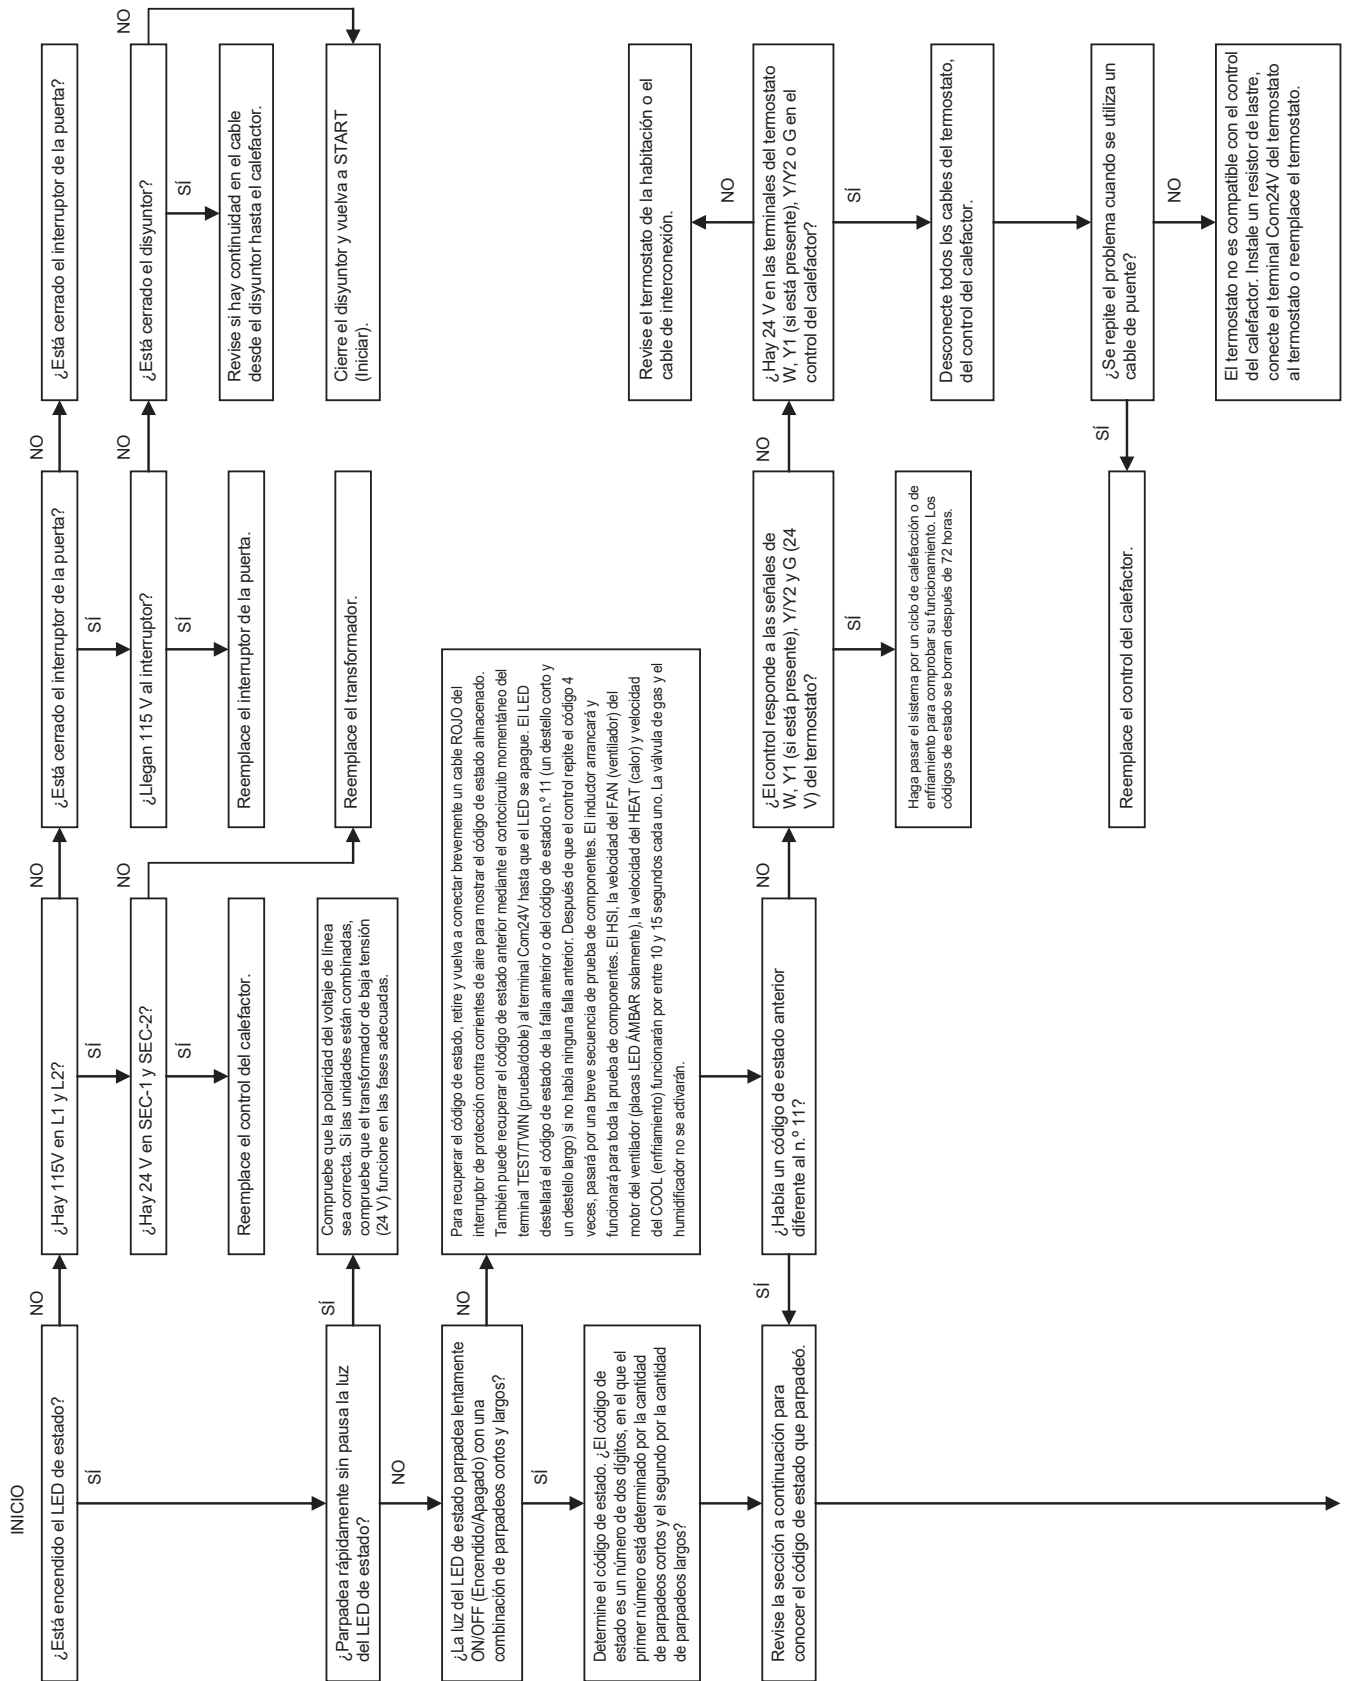 INICIO
¿Está encendido el LED de estado?
NO
¿Hay 115V en L1 y L2?
NO
¿Está cerrado el interruptor de la puerta?
NO
¿Está cerrado el interruptor de la puerta?
SÍ
SÍ
¿Hay 24 V en SEC-1 y SEC-2?
NO
SÍ
¿Llegan 115 V al interruptor?
NO
¿Está cerrado el disyuntor?
NO
SÍ
Reemplace el control del calefactor.
SÍ
Reemplace el interruptor de la puerta.
SÍ
Revise si hay continuidad en el cable
desde el disyuntor hasta el calefactor.
Reemplace el transformador.
Cierre el disyuntor y vuelva a START
(Iniciar).
¿Parpadea rápidamente sin pausa la luz
del LED de estado?
SÍ
Compruebe que la polaridad del voltaje de línea
sea correcta. Si las unidades están combinadas,
compruebe que el transformador de baja tensión
(24 V) funcione en las fases adecuadas.
NO
¿La luz del LED de estado parpadea lentamente
ON/OFF (Encendido/Apagado) con una
combinación de parpadeos cortos y largos?
NO
Para recuperar el código de estado, retire y vuelva a conectar brevemente un cable ROJO del
interruptor de protección contra corrientes de aire para mostrar el código de estado almacenado.
También puede recuperar el código de estado anterior mediante el cortocircuito momentáneo del
terminal TEST/TWIN (prueba/doble) al terminal Com24V hasta que el LED se apague. El LED
destellará el código de estado de la falla anterior o del código de estado n.º 11 (un destello corto y
un destello largo) si no había ninguna falla anterior. Después de que el control repite el código 4
veces, pasará por una breve secuencia de prueba de componentes. El inductor arrancará y
funcionará para toda la prueba de componentes. El HSI, la velocidad del FAN (ventilador) del
motor del ventilador (placas LED ÁMBAR solamente), la velocidad del HEAT (calor) y velocidad
del COOL (enfriamiento) funcionarán por entre 10 y 15 segundos cada uno. La válvula de gas y el
humidificador no se activarán.
SÍ
Determine el código de estado. ¿El código de
estado es un número de dos dígitos, en el que el
primer número está determinado por la cantidad
de parpadeos cortos y el segundo por la cantidad
de parpadeos largos?
Revise la sección a continuación para
conocer el código de estado que parpadeó.
SÍ
¿Había un código de estado anterior
diferente al n.º 11?
NO
¿El control responde a las señales de
W, Y1 (si está presente), Y/Y2 y G (24
V) del termostato?
NO
¿Hay 24 V en las terminales del termostato
W, Y1 (si está presente), Y/Y2 o G en el
control del calefactor?
NO
Revise el termostato de la habitación o el
cable de interconexión.
SÍ
Haga pasar el sistema por un ciclo de calefacción o de
enfriamiento para comprobar su funcionamiento. Los
códigos de estado se borran después de 72 horas.
SÍ
Desconecte todos los cables del termostato,
del control del calefactor.
¿Se repite el problema cuando se utiliza un
cable de puente?
SÍ
Reemplace el control del calefactor.
NO
El termostato no es compatible con el control
del calefactor. Instale un resistor de lastre,
conecte el terminal Com24V del termostato
al termostato o reemplace el termostato.